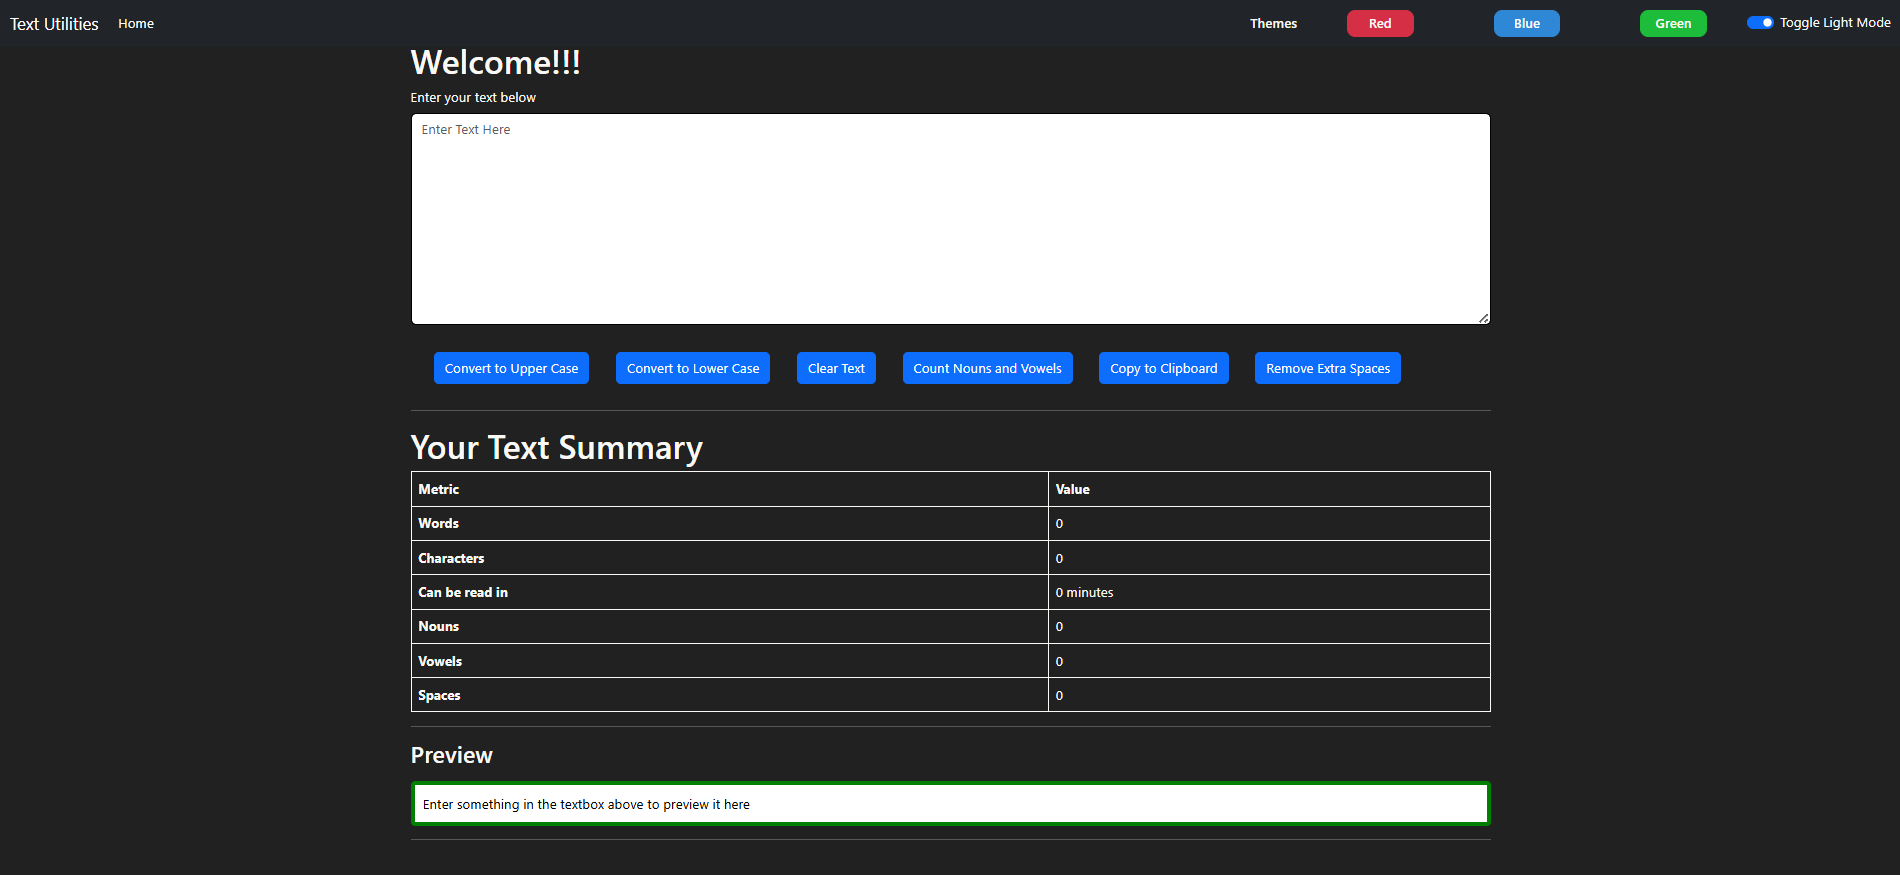 Text Utilities Home Themes Red Blue Green Toggle Light Mode
Welcome!!!
Enter your text below
Enter Text Here
Convert to Upper Case Convert to Lower Case Clear Text Count Nouns and Vowels Copy to Clipboard Remove Extra Spaces
Your Text Summary
Metric Value
Words 0
Characters 0
Can be read in 0 minutes
Nouns 0
Vowels 0
Spaces 0
Preview
Enter something in the textbox above to preview it here